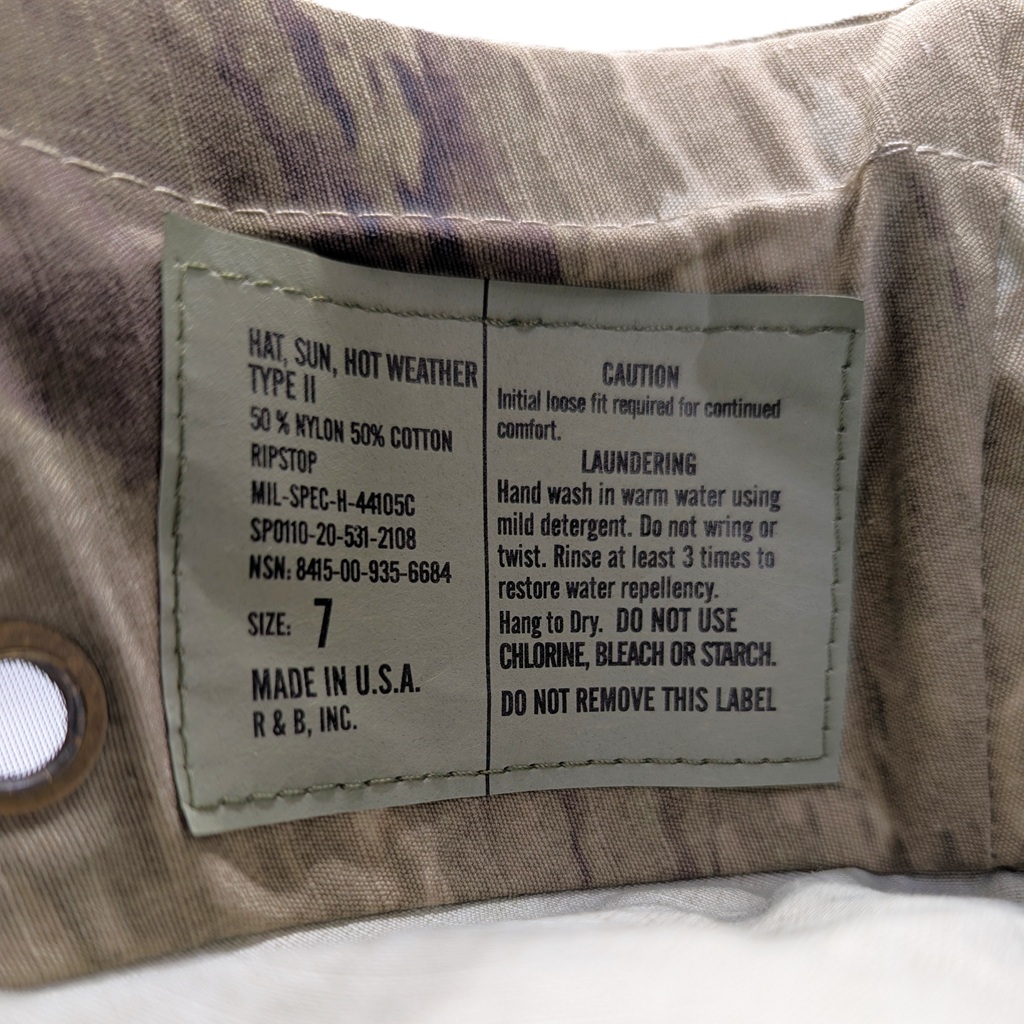 HAT, SUN, HOT WEATHER
TYPE II
50 % NYLON 50% COTTON
RIPSTOP
MIL-SPEC-H-44105C
SP0110-20-531-2108
NSN: 8415-00-935-6684
SIZE: 7
MADE IN U.S.A.
R & B, INC.
CAUTION
Initial loose fit required for continued
comfort.
LAUNDERING
Hand wash in warm water using
mild detergent. Do not wring or
twist. Rinse at least 3 times to
restore water repellency.
Hang to Dry. DO NOT USE
CHLORINE, BLEACH OR STARCH.
DO NOT REMOVE THIS LABEL